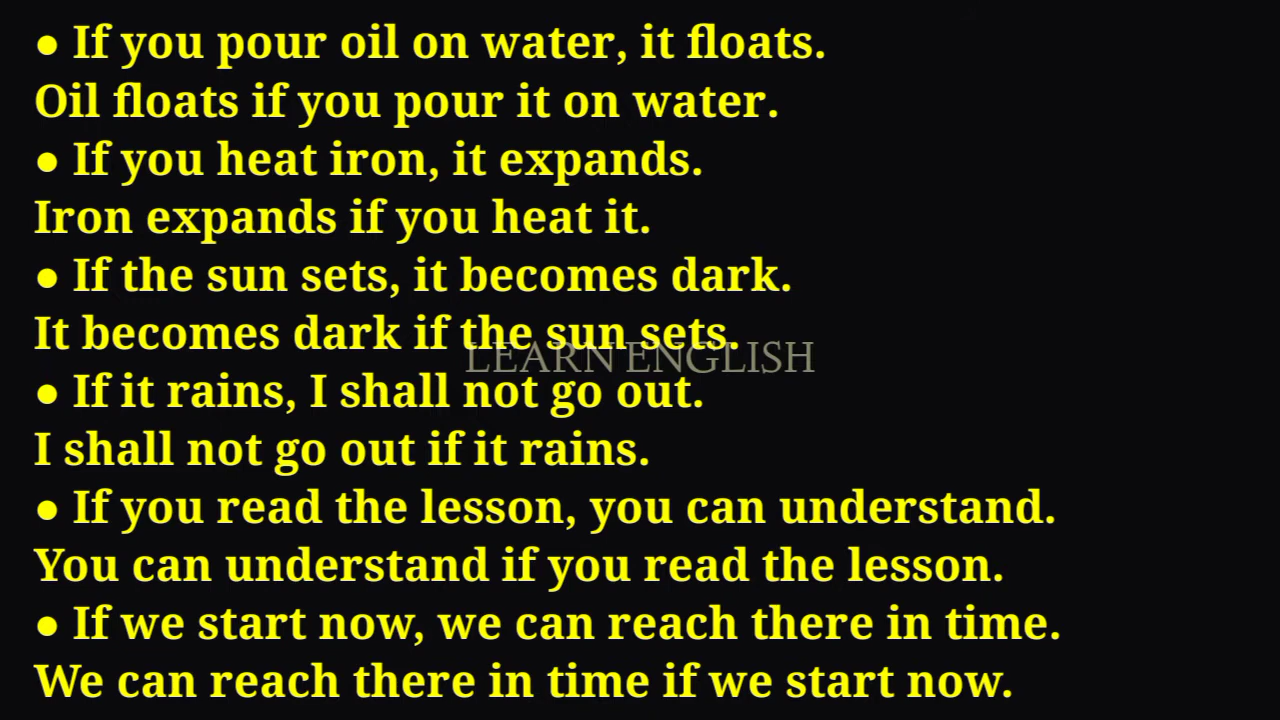 ● If you pour oil on water, it floats.
Oil floats if you pour it on water.
● If you heat iron, it expands.
Iron expands if you heat it.
● If the sun sets, it becomes dark.
It becomes dark if the sun sets.
LEARN ENGLISH
● If it rains, I shall not go out.
I shall not go out if it rains.
● If you read the lesson, you can understand.
You can understand if you read the lesson.
● If we start now, we can reach there in time.
We can reach there in time if we start now.